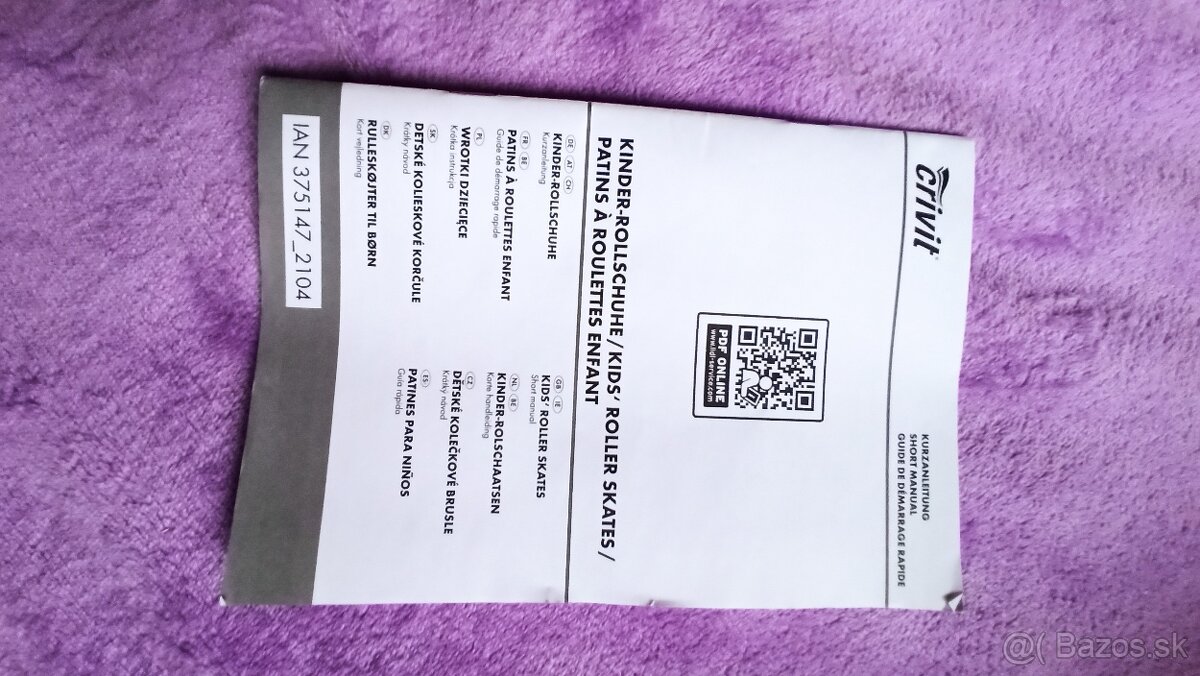 crivit®
KURZANLEITUNG
SHORT MANUAL
GUIDE DE DÉMARRAGE RAPIDE
PDF ONLINE
www.lidl-service.com
KINDER-ROLLSCHUHE / KIDS' ROLLER SKATES /
PATINS À ROULETTES ENFANT
DE AT CH
KINDER-ROLLSCHUHE
Kurzanleitung
GB IE
KIDS' ROLLER SKATES
Short manual
FR BE
PATINS À ROULETTES ENFANT
Guide de démarrage rapide
NL BE
KINDER-ROLSCHAATSEN
Korte handleiding
PL
WROTKI DZIECIĘCE
Krótka instrukcja
CZ
DĚTSKÉ KOLEČKOVÉ BRUSLE
Krátký návod
SK
DETSKÉ KOLIESKOVÉ KORČULE
Krátky návod
ES
PATINES PARA NIÑOS
Guía rápida
DK
RULLESKØJTER TIL BØRN
Kort vejledning
IAN 375147_2104
@( Bazos.sk